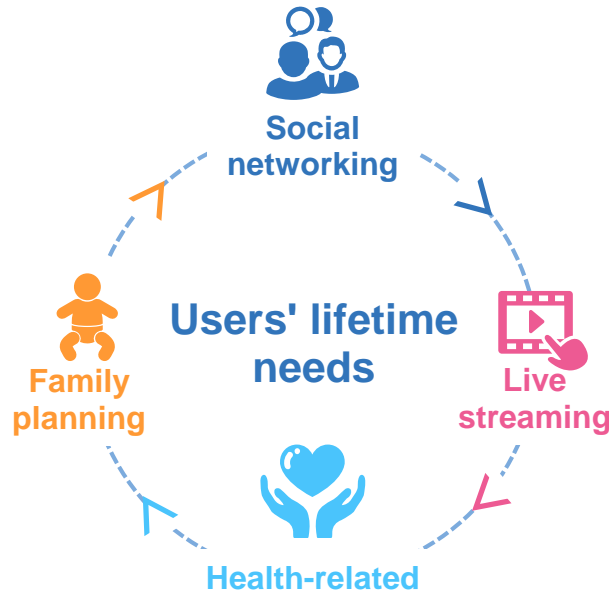 Social
networking
Users' lifetime
needs
Family
planning
Live
streaming
Health-related